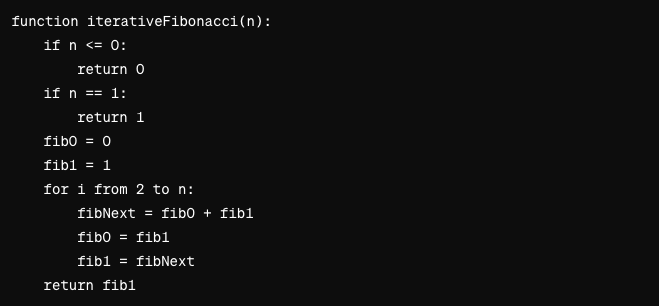 function iterativeFibonacci(n):
    if n <= 0:
        return 0
    if n == 1:
        return 1
    fib0 = 0
    fib1 = 1
    for i from 2 to n:
        fibNext = fib0 + fib1
        fib0 = fib1
        fib1 = fibNext
    return fib1